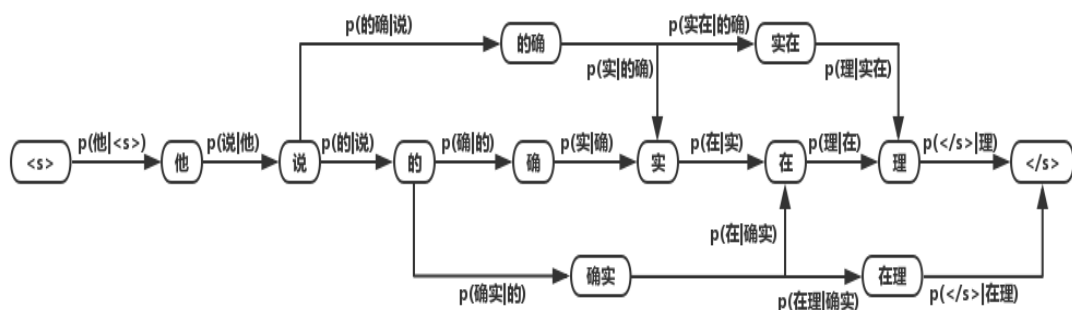 p(的确|说)
的确
p(实在|的确)
实在
p(实|的确)
p(理|实在)
<s>
p(他|<s>)
他
p(说|他)
说
p(的|说)
的
p(确|的)
确
p(实|确)
实
p(在|实)
在
p(理|在)
理
p(</s>|理)
</s>
p(在|确实)
p(确实|的)
确实
p(在理|确实)
在理
p(</s>|在理)